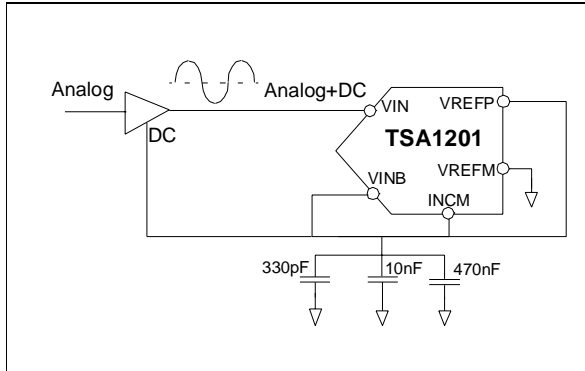 Analog
Analog+DC
DC
VIN
VREFP
TSA1201
VREFM
VINB
INCM
330pF
10nF
470nF